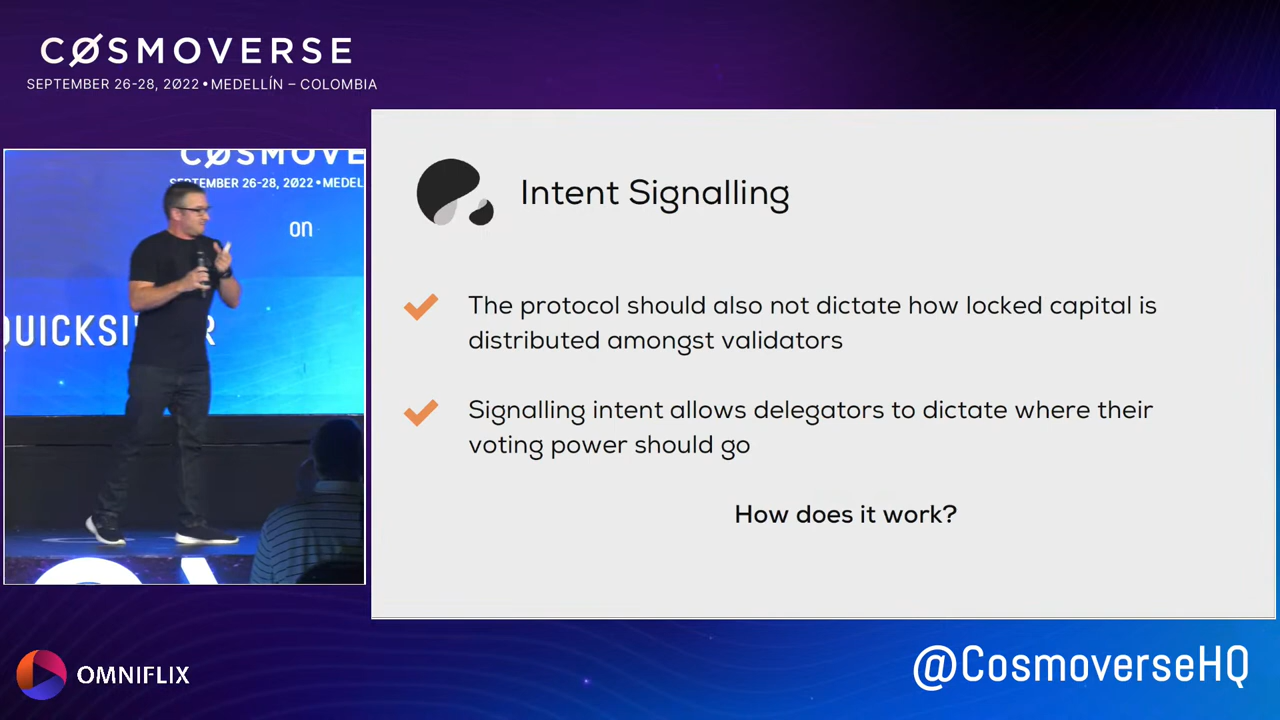 CØSMOVERSE
SEPTEMBER 26-28, 2Ø22 • MEDELLÍN – COLOMBIA
CØSMOVE
SEPTEMBER 26-28, 2Ø22 • MEDEL
on
QUICKSI R
Intent Signalling
The protocol should also not dictate how locked capital is
distributed amongst validators
Signalling intent allows delegators to dictate where their
voting power should go
How does it work?
OMNIFLIX
@CosmoverseHQ